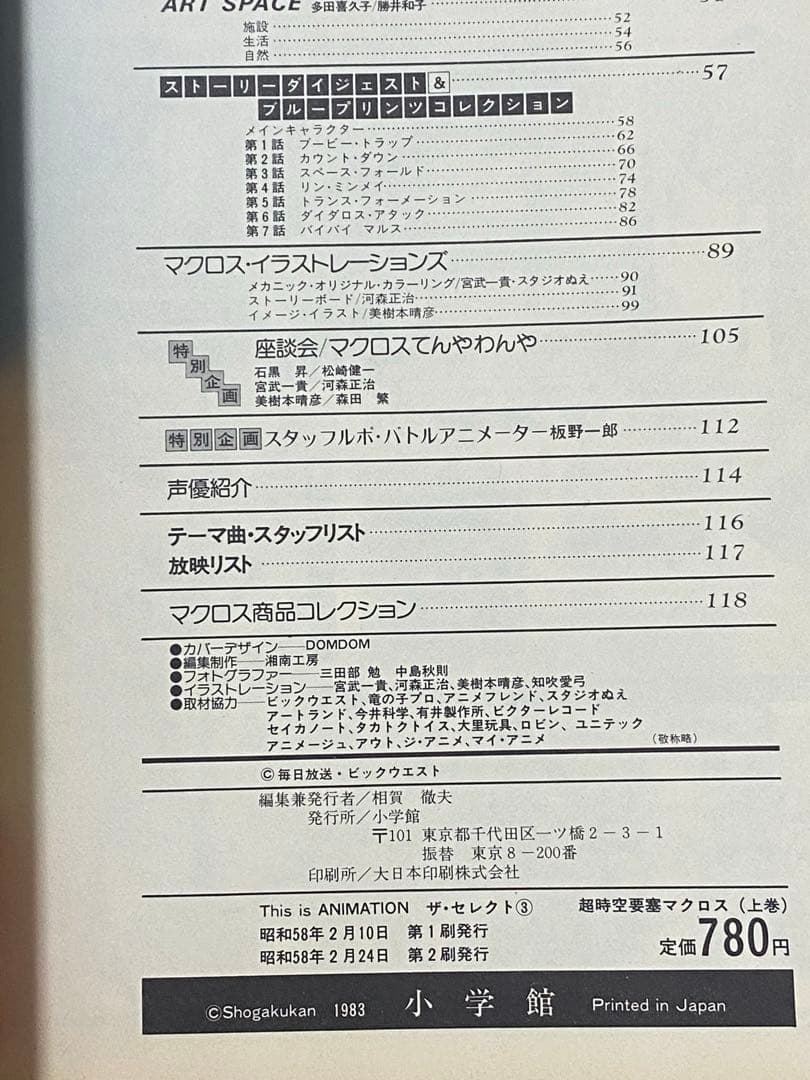 ART SPACE 多田喜久子/勝井和子
施設 52
生活 54
自然 56
ストーリーダイジェスト& 57
ブループリンツコレクション
メインキャラクター 58
第1話 ブービー・トラップ 62
第2話 カウント・ダウン 66
第3話 スペース・フォールド 70
第4話 リン・ミンメイ 74
第5話 トランス・フォーメーション 78
第6話 ダイダロス・アタック 82
第7話 バイバイ マルス 86
マクロス・イラストレーションズ 89
メカニック・オリジナル・カラーリング/宮武一貴・スタジオぬえ 90
ストーリーボード/河森正治 91
イメージ・イラスト/美樹本晴彦 99
特別企画 座談会/マクロスてんやわんや 105
石黒 昇/松崎健一
宮武一貴/河森正治
美樹本晴彦/森田 繁
特別企画 スタッフルポ・バトルアニメーター板野一郎 112
声優紹介 114
テーマ曲・スタッフリスト 116
放映リスト 117
マクロス商品コレクション 118
●カバーデザイン──DOMDOM
●編集制作──湘南工房
●フォトグラファー──三田部 勉 中島秋則
●イラストレーション──宮武一貴、河森正治、美樹本晴彦、知吹愛弓
●取材協力──ビックウエスト、竜の子プロ、アニメフレンド、スタジオぬえ
アートランド、今井科学、有井製作所、ビクターレコード
セイカノート、タカトクトイス、大里玩具、ロビン、ユニテック
アニメージュ、アウト、ジ・アニメ、マイ・アニメ (敬称略)
©毎日放送・ビックウエスト
編集兼発行者/相賀 徹夫
発行所/小学館
〒101 東京都千代田区一ツ橋2-3-1
振替 東京8-200番
印刷所/大日本印刷株式会社
This is ANIMATION ザ・セレクト③ 超時空要塞マクロス(上巻)
昭和58年2月10日 第1刷発行
昭和58年2月24日 第2刷発行
定価780円
©Shogakukan 1983 小学館 Printed in Japan